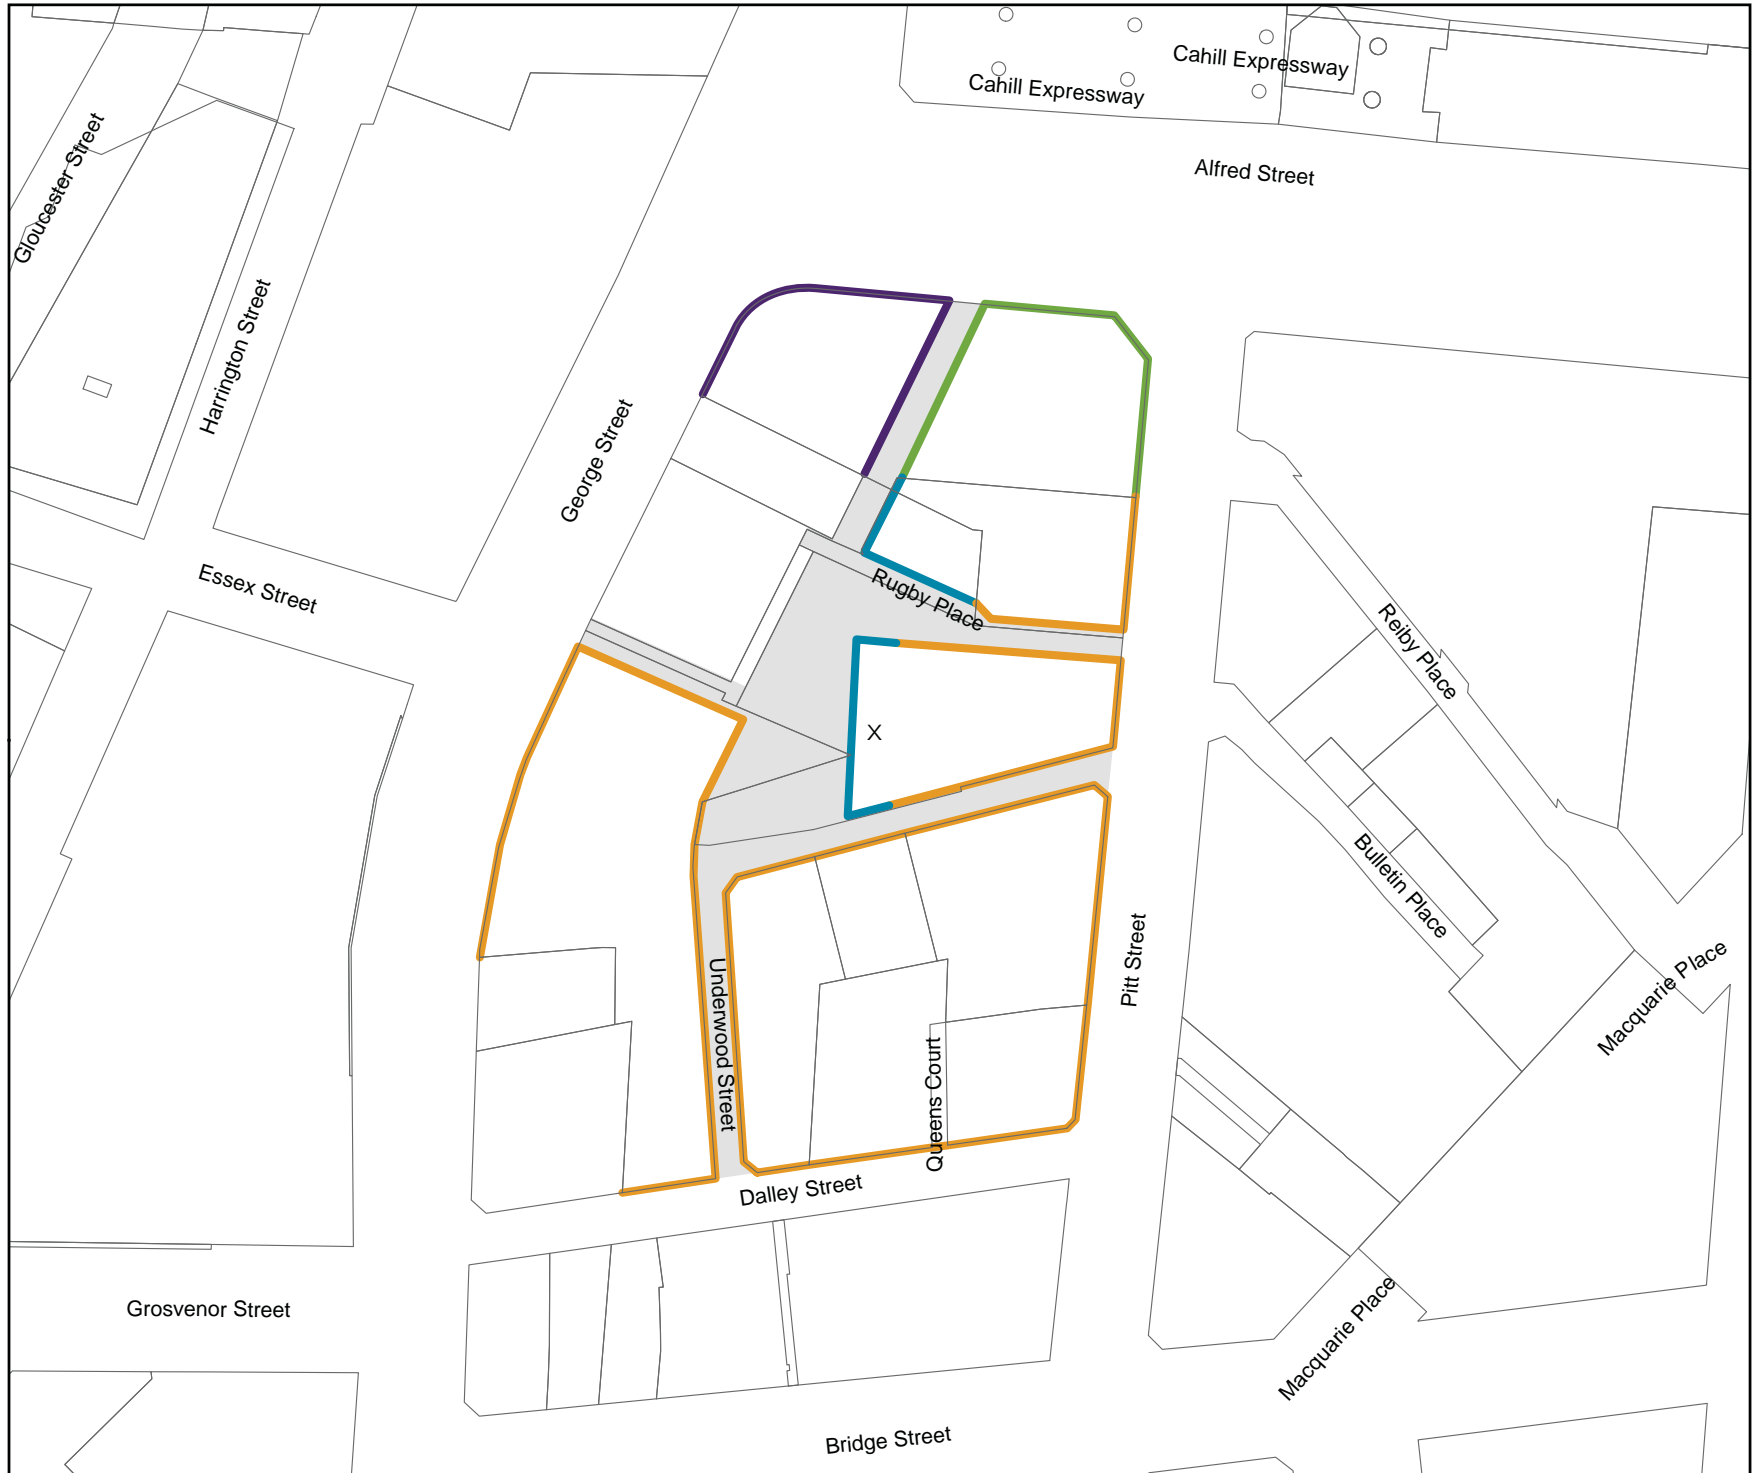 Cahill Expressway
Cahill Expressway
Alfred Street
Gloucester Street
Harrington Street
George Street
Essex Street
Rugby Place
Reiby Place
X
Bulletin Place
Pitt Street
Macquarie Place
Underwood Street
Queens Court
Dalley Street
Grosvenor Street
Macquarie Place
Bridge Street